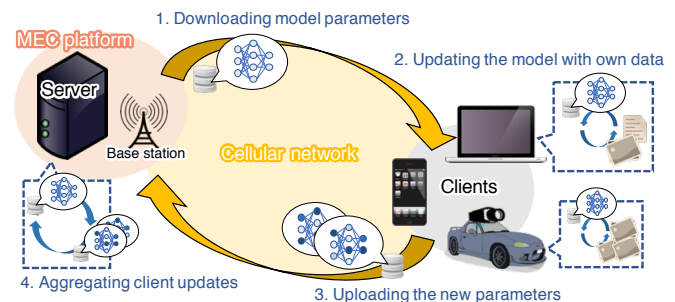 1. Downloading model parameters
MEC platform
2. Updating the model with own data
Server
Base station
Cellular network
Clients
4. Aggregating client updates
3. Uploading the new parameters